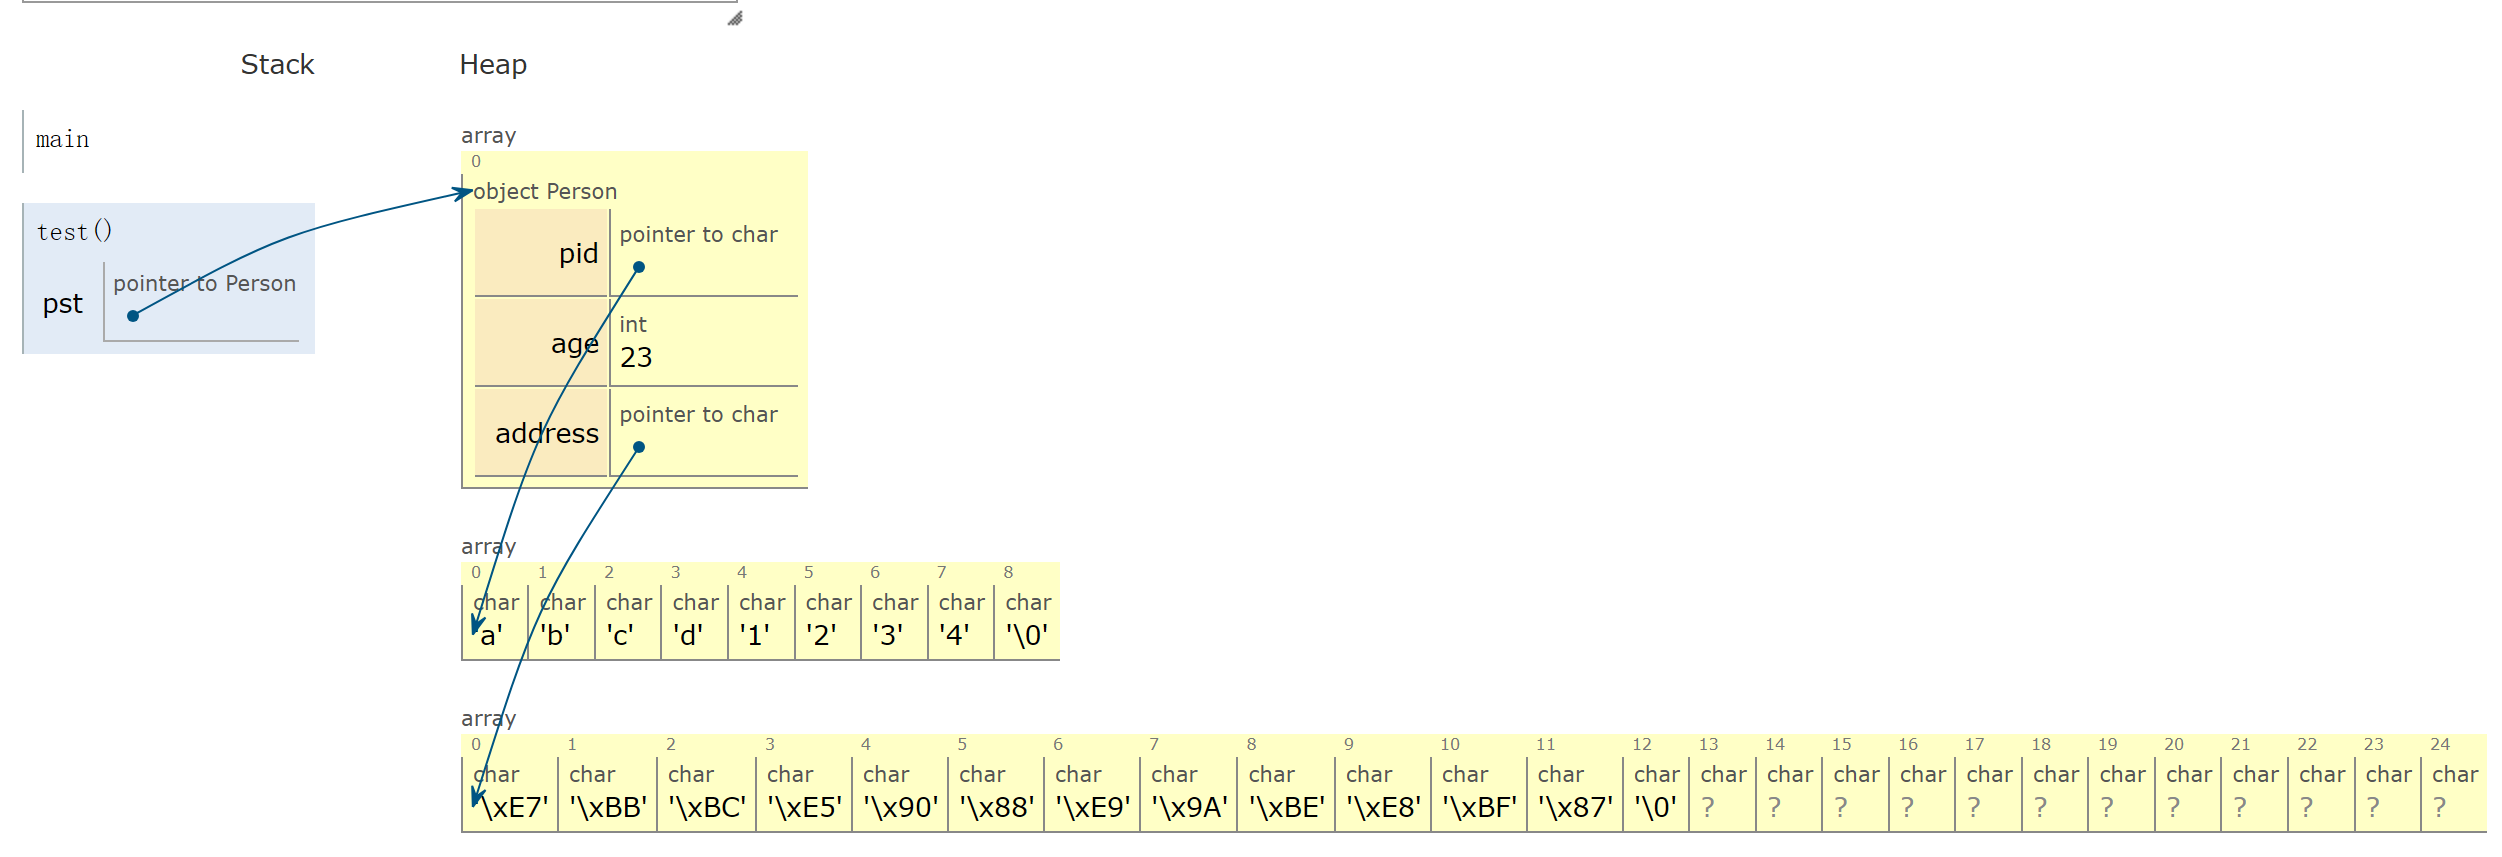 Stack Heap
main
test()
pst
pointer to Person
array
0
object Person
pid
pointer to char
age
int
23
address
pointer to char
array
0 1 2 3 4 5 6 7 8
char char char char char char char char char
'a' 'b' 'c' 'd' '1' '2' '3' '4' '\0'
array
0 1 2 3 4 5 6 7 8 9 10 11 12 13 14 15 16 17 18 19 20 21 22 23 24
char char char char char char char char char char char char char char char char char char char char char char char char char
'\xE7' '\xBB' '\xBC' '\xE5' '\x90' '\x88' '\xE9' '\x9A' '\xBE' '\xE8' '\xBF' '\x87' '\0' ? ? ? ? ? ? ? ? ? ? ? ?